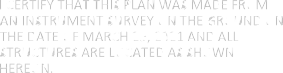 I CERTIFY THAT THIS PLAN WAS MADE FROM
AN INSTRUMENT SURVEY ON THE GROUND ON
THE DATE OF MARCH 2011 AND ALL
STRUCTURES ARE LOCATED AS SHOWN
HEREON.